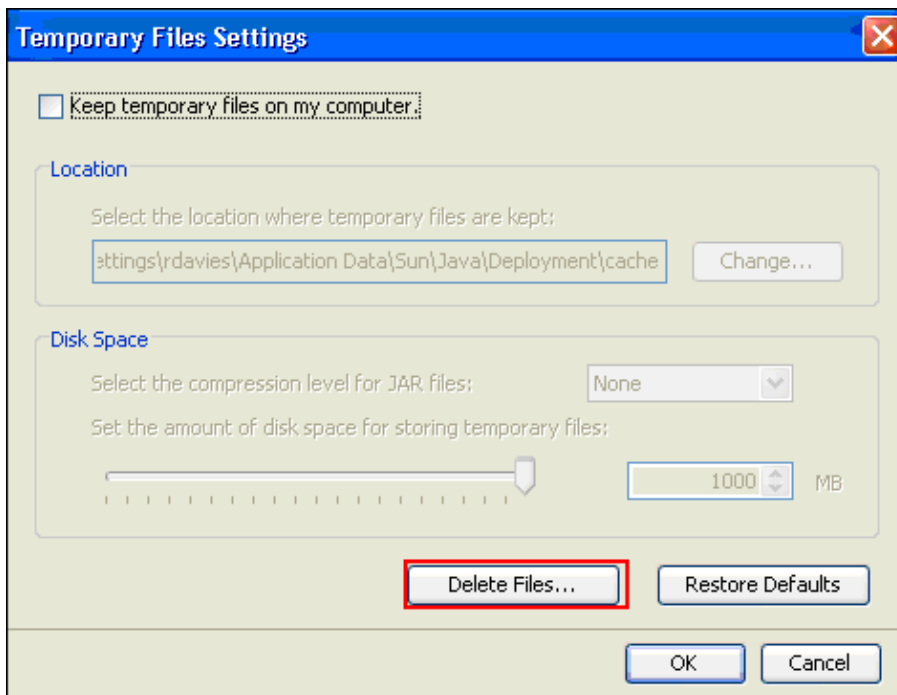 Temporary Files Settings
Keep temporary files on my computer.
Location
Select the location where temporary files are kept:
ettings\rdavies\Application Data\Sun\Java\Deployment\cache Change...
Disk Space
Select the compression level for JAR files: None
Set the amount of disk space for storing temporary files:
1000 MB
Delete Files... Restore Defaults
OK Cancel